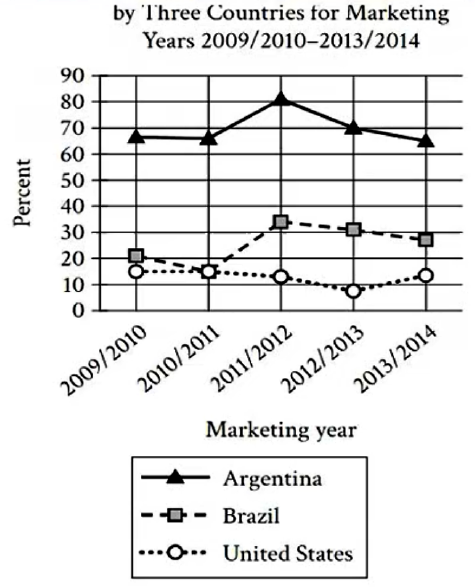 by Three Countries for Marketing
Years 2009/2010–2013/2014
90
80
70
60
50
40
30
20
10
0
Percent
2009/2010
2010/2011
2011/2012
2012/2013
2013/2014
Marketing year
Argentina
Brazil
United States